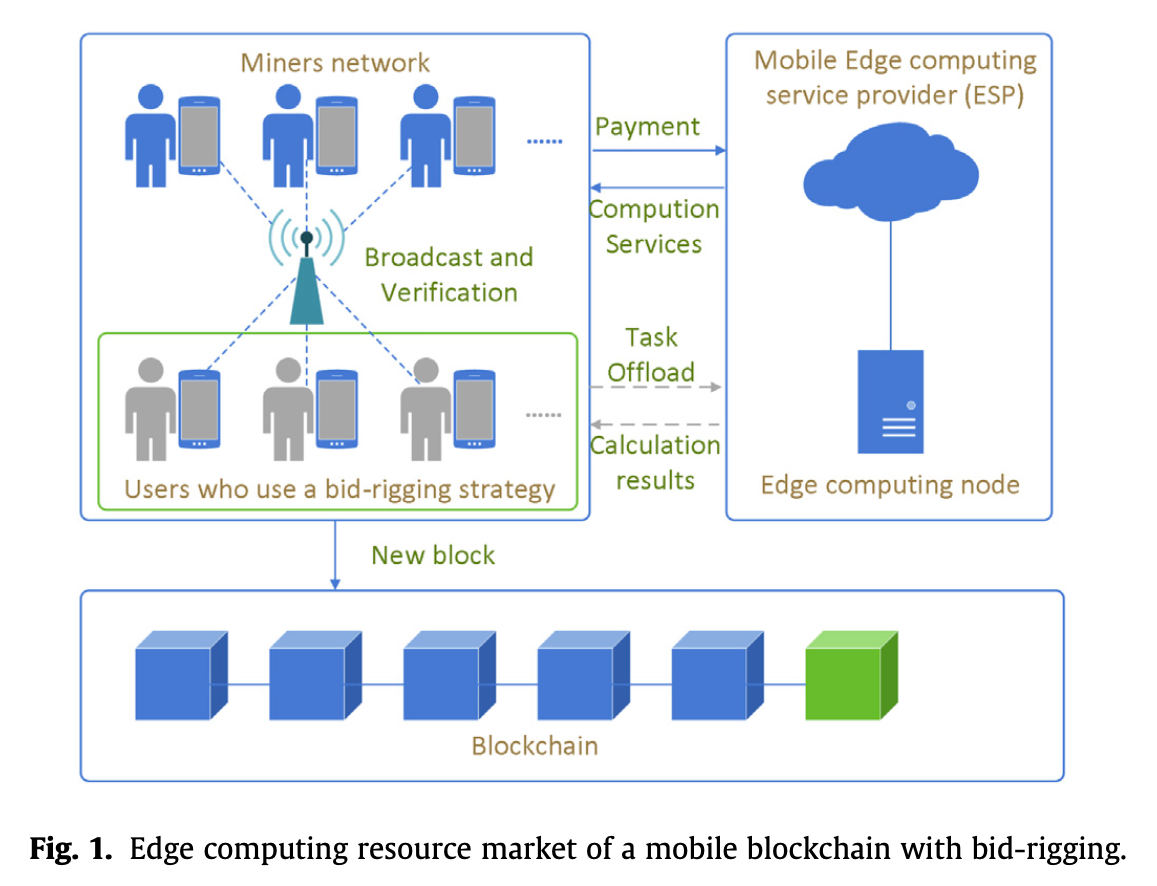 Miners network
......
Broadcast and
Verification
......
Users who use a bid-rigging strategy
Payment
Compution
Services
Task
Offload
Calculation
results
Mobile Edge computing
service provider (ESP)
Edge computing node
New block
Blockchain
Fig. 1. Edge computing resource market of a mobile blockchain with bid-rigging.